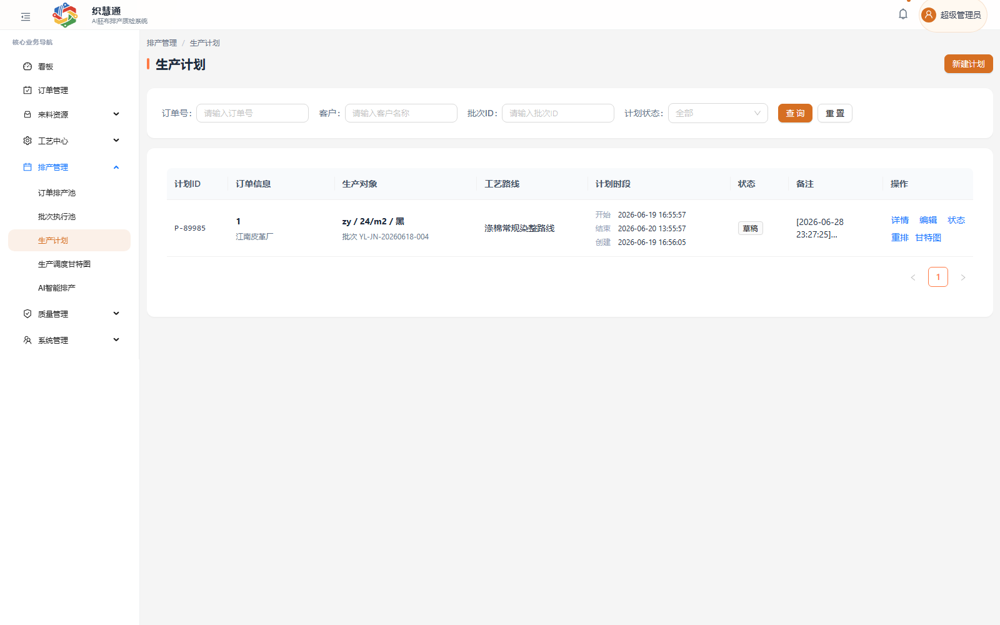 织慧通
AI胚布排产质检系统
超级管理员
核心业务导航
看板
订单管理
来料资源
工艺中心
排产管理
订单排产池
批次执行池
生产计划
生产调度甘特图
AI智能排产
质量管理
系统管理
排产管理 / 生产计划
生产计划
新建计划
订单号: 请输入订单号 客户: 请输入客户名称 批次ID: 请输入批次ID 计划状态: 全部 查询 重置
计划ID 订单信息 生产对象 工艺路线 计划时段 状态 备注 操作
P-89985
1
江南皮革厂
zy / 24/m2 / 黑
批次 YL-JN-20260618-004
涤棉常规染整路线
开始 2026-06-19 16:55:57
结束 2026-06-20 13:55:57
创建 2026-06-19 16:56:05
草稿
[2026-06-28
23:27:25]...
详情 编辑 状态
重排 甘特图
< 1 >